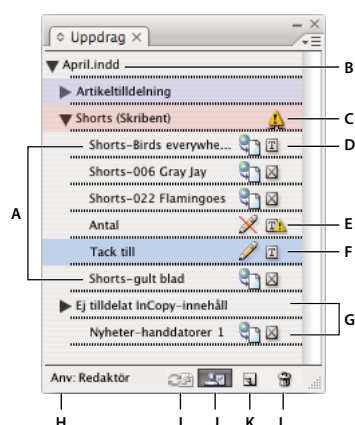 Uppdrag
April.indd
B
Artikeltilldelning
Shorts (Skribent)
C
Shorts-Birds everywhe...
D
Shorts-006 Gray Jay
A
Shorts-022 Flamingoes
Antal
E
Tack till
F
Shorts-gult blad
Ej tilldelat InCopy-innehåll
G
Nyheter-handdatorer 1
Anv: Redaktör
H I J K L